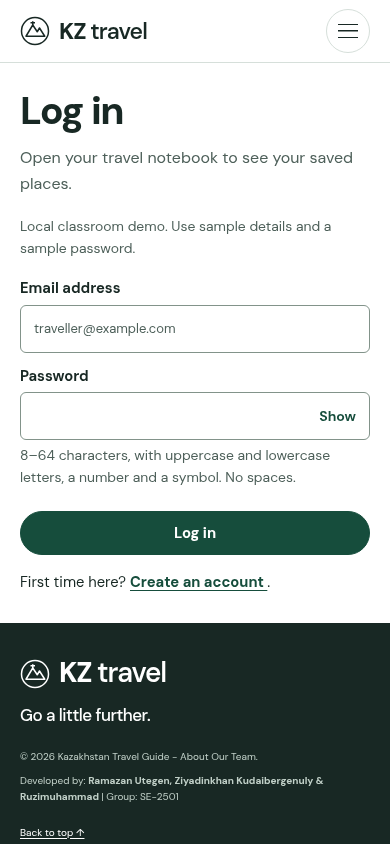 KZ travel
Log in
Open your travel notebook to see your saved
places.
Local classroom demo. Use sample details and a
sample password.
Email address
traveller@example.com
Password
Show
8–64 characters, with uppercase and lowercase
letters, a number and a symbol. No spaces.
Log in
First time here? Create an account .
KZ travel
Go a little further.
© 2026 Kazakhstan Travel Guide – About Our Team.
Developed by: Ramazan Utegen, Ziyadinkhan Kudaibergenuly &
Ruzimuhammad | Group: SE-2501
Back to top ↑